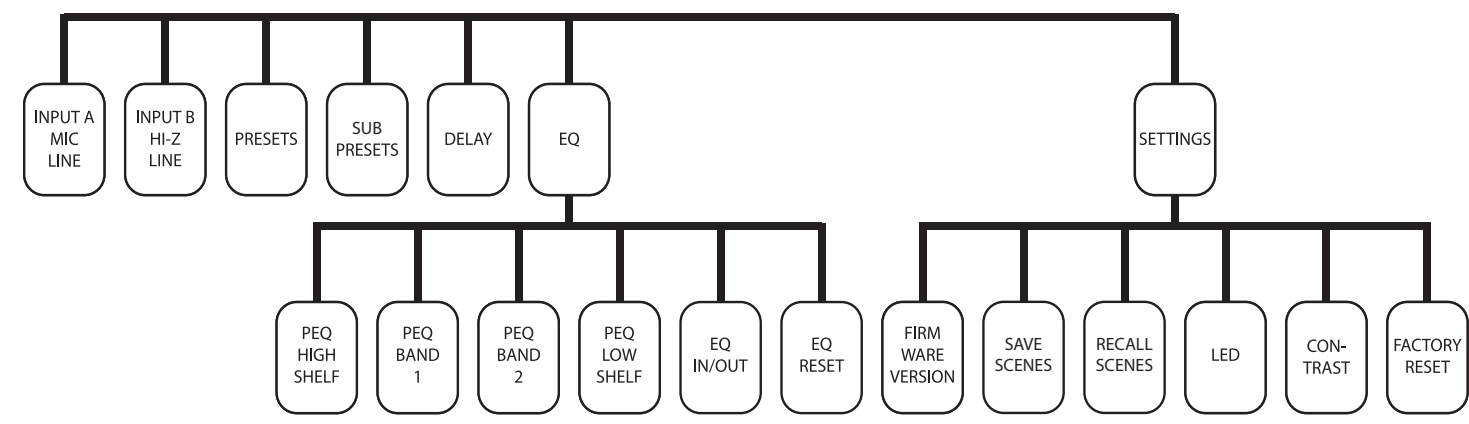 INPUT A
MIC
LINE
INPUT B
HI-Z
LINE
PRESETS
SUB
PRESETS
DELAY
EQ
SETTINGS
PEQ
HIGH
SHELF
PEQ
BAND
1
PEQ
BAND
2
PEQ
LOW
SHELF
EQ
IN/OUT
EQ
RESET
FIRM
WARE
VERSION
SAVE
SCENES
RECALL
SCENES
LED
CON-
TRAST
FACTORY
RESET